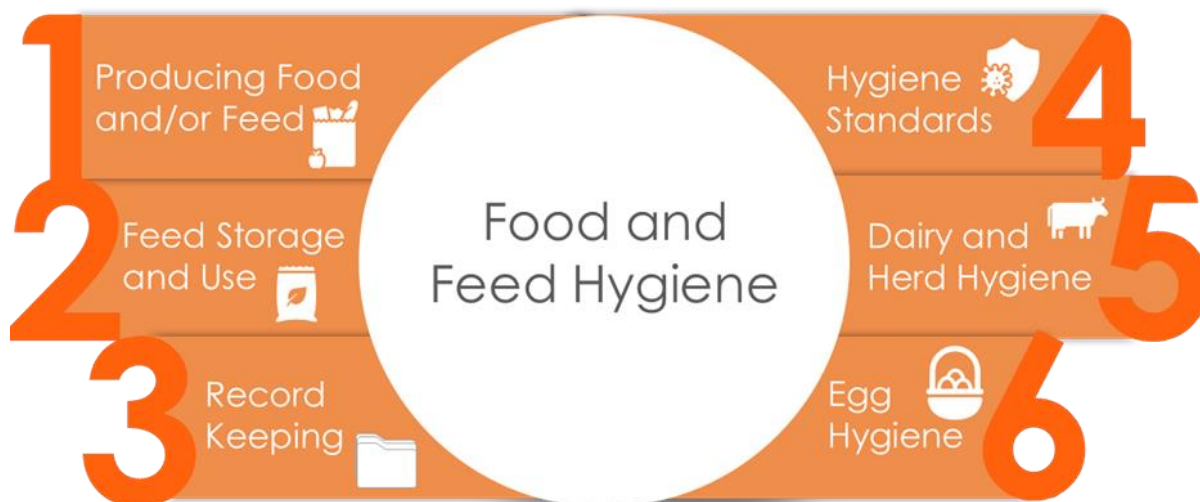 Food and
Feed Hygiene
1
Producing Food
and/or Feed
2
Feed Storage
and Use
3
Record
Keeping
4
Hygiene
Standards
5
Dairy and
Herd Hygiene
6
Egg
Hygiene